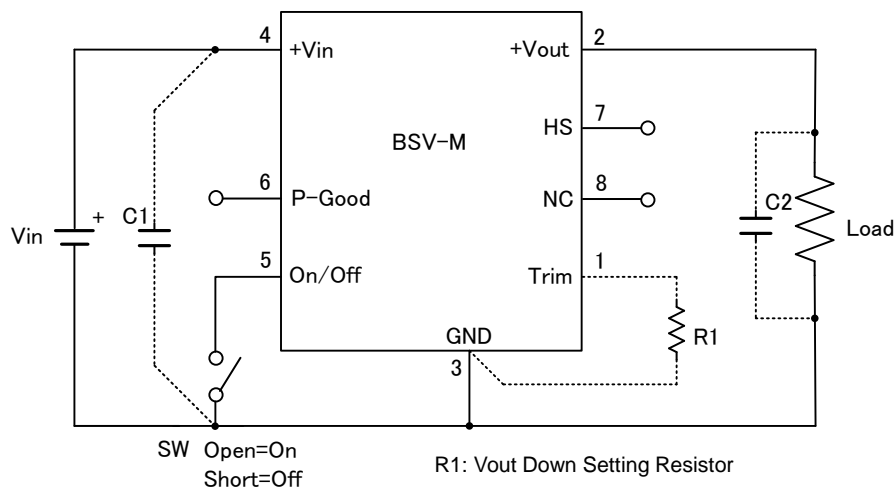 4
+Vin
+Vout
2
HS
7
BSV-M
6
P-Good
NC
8
Vin
+
C1
C2
Load
5
On/Off
Trim
1
GND
R1
3
SW Open=On
Short=Off
R1: Vout Down Setting Resistor